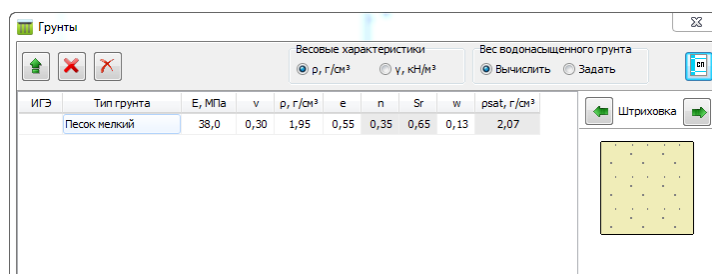 Грунты
Весовые характеристики
Вес водонасыщенного грунта
ρ, г/см³
γ, кН/м³
Вычислить
Задать
СП
ИГЭ Тип грунта E, МПа ν ρ, г/см³ e n Sr w ρsat, г/см³
Штриховка
Песок мелкий 38,0 0,30 1,95 0,55 0,35 0,65 0,13 2,07